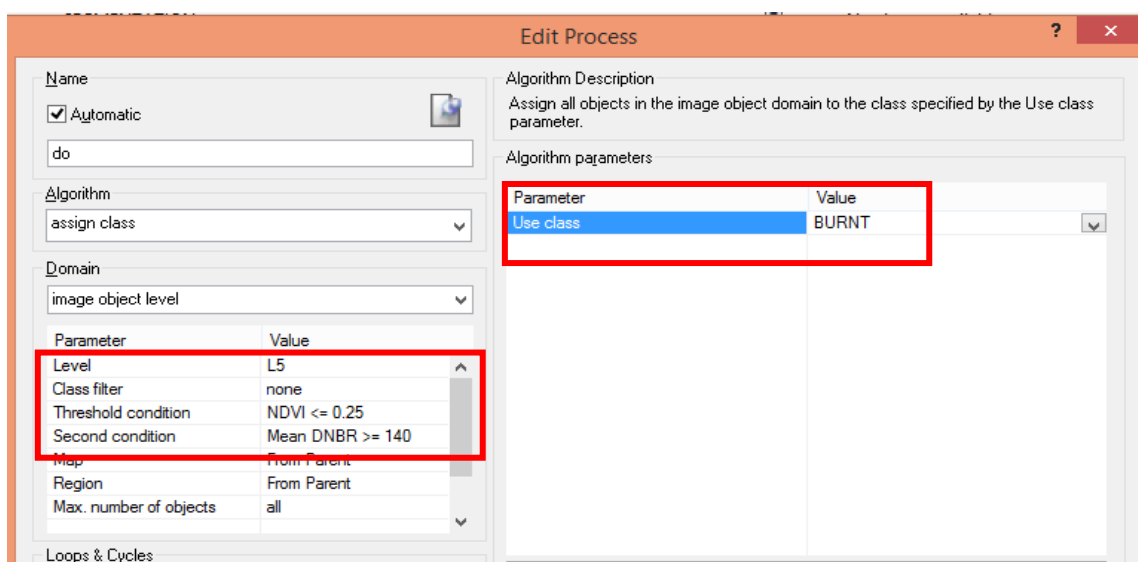 Edit Process
?
×
Name
Automatic
do
Algorithm
assign class
Domain
image object level
Parameter Value
Level L5
Class filter none
Threshold condition NDVI <= 0.25
Second condition Mean DNBR >= 140
Map From Parent
Region From Parent
Max. number of objects all
Loops & Cycles
Algorithm Description
Assign all objects in the image object domain to the class specified by the Use class
parameter.
Algorithm parameters
Parameter Value
Use class BURNT